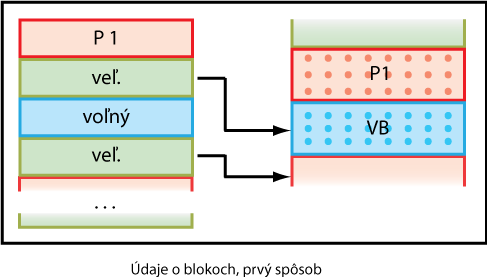 P 1
veľ.
voľný
veľ.
...
P1
VB
Údaje o blokoch, prvý spôsob